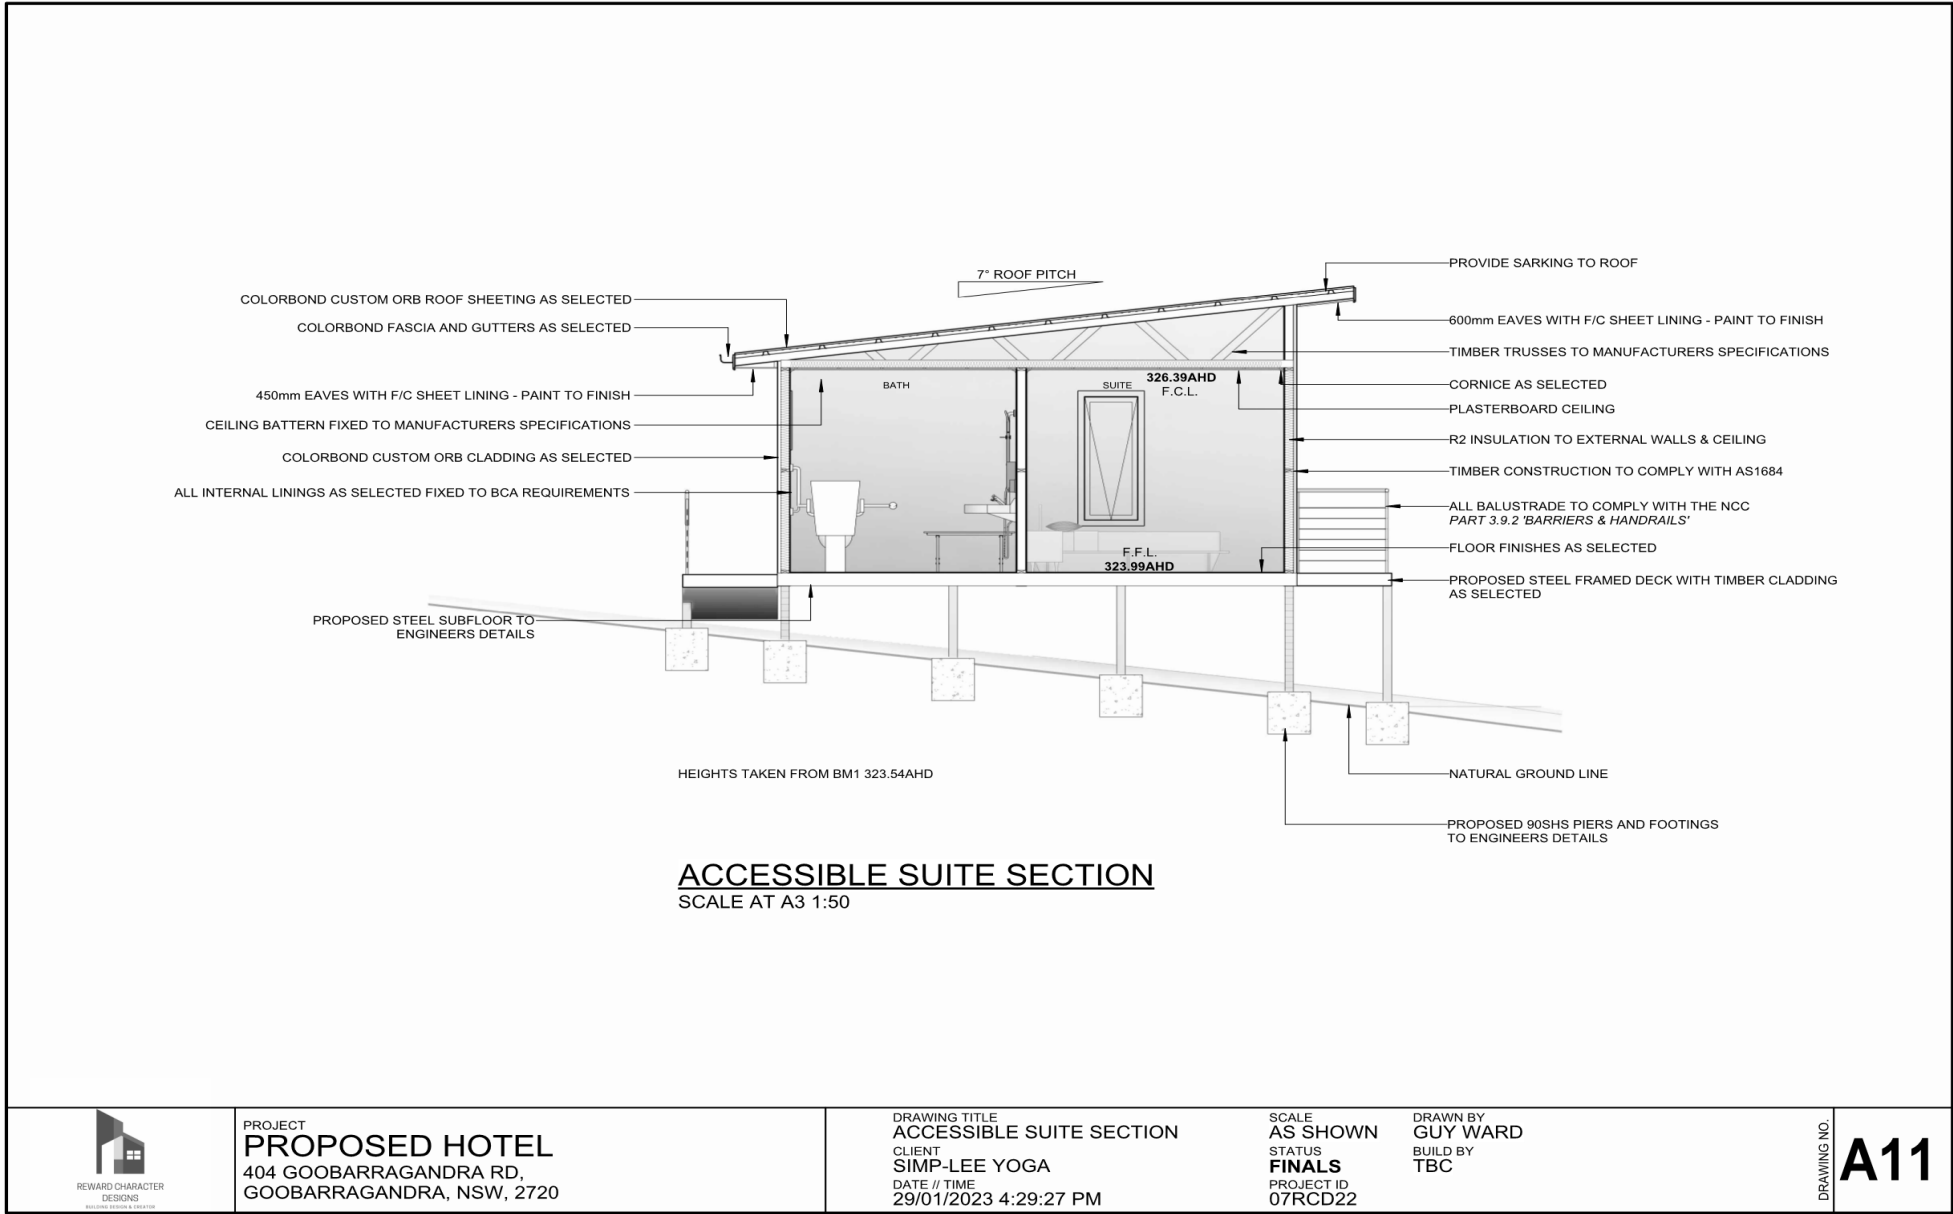 7° ROOF PITCH
COLORBOND CUSTOM ORB ROOF SHEETING AS SELECTED
COLORBOND FASCIA AND GUTTERS AS SELECTED
450mm EAVES WITH F/C SHEET LINING - PAINT TO FINISH
CEILING BATTERN FIXED TO MANUFACTURERS SPECIFICATIONS
COLORBOND CUSTOM ORB CLADDING AS SELECTED
ALL INTERNAL LININGS AS SELECTED FIXED TO BCA REQUIREMENTS
PROPOSED STEEL SUBFLOOR TO
ENGINEERS DETAILS
BATH
SUITE
326.39AHD
F.C.L.
F.F.L.
323.99AHD
PROVIDE SARKING TO ROOF
600mm EAVES WITH F/C SHEET LINING - PAINT TO FINISH
TIMBER TRUSSES TO MANUFACTURERS SPECIFICATIONS
CORNICE AS SELECTED
PLASTERBOARD CEILING
R2 INSULATION TO EXTERNAL WALLS & CEILING
TIMBER CONSTRUCTION TO COMPLY WITH AS1684
ALL BALUSTRADE TO COMPLY WITH THE NCC
PART 3.9.2 'BARRIERS & HANDRAILS'
FLOOR FINISHES AS SELECTED
PROPOSED STEEL FRAMED DECK WITH TIMBER CLADDING
AS SELECTED
NATURAL GROUND LINE
PROPOSED 90SHS PIERS AND FOOTINGS
TO ENGINEERS DETAILS
HEIGHTS TAKEN FROM BM1 323.54AHD
ACCESSIBLE SUITE SECTION
SCALE AT A3 1:50
REWARD CHARACTER
DESIGNS
BUILDING DESIGN & CREATOR
PROJECT
PROPOSED HOTEL
404 GOOBARRAGANDRA RD,
GOOBARRAGANDRA, NSW, 2720
DRAWING TITLE
ACCESSIBLE SUITE SECTION
CLIENT
SIMP-LEE YOGA
DATE // TIME
29/01/2023 4:29:27 PM
SCALE
AS SHOWN
STATUS
FINALS
PROJECT ID
07RCD22
DRAWN BY
GUY WARD
BUILD BY
TBC
DRAWING NO.
A11